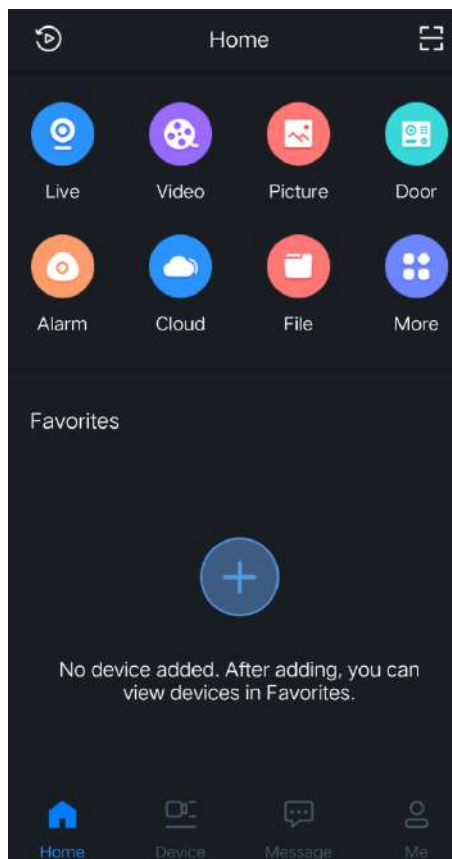 Home
Live
Video
Picture
Door
Alarm
Cloud
File
More
Favorites
No device added. After adding, you can
view devices in Favorites.
Home
Device
Message
Me